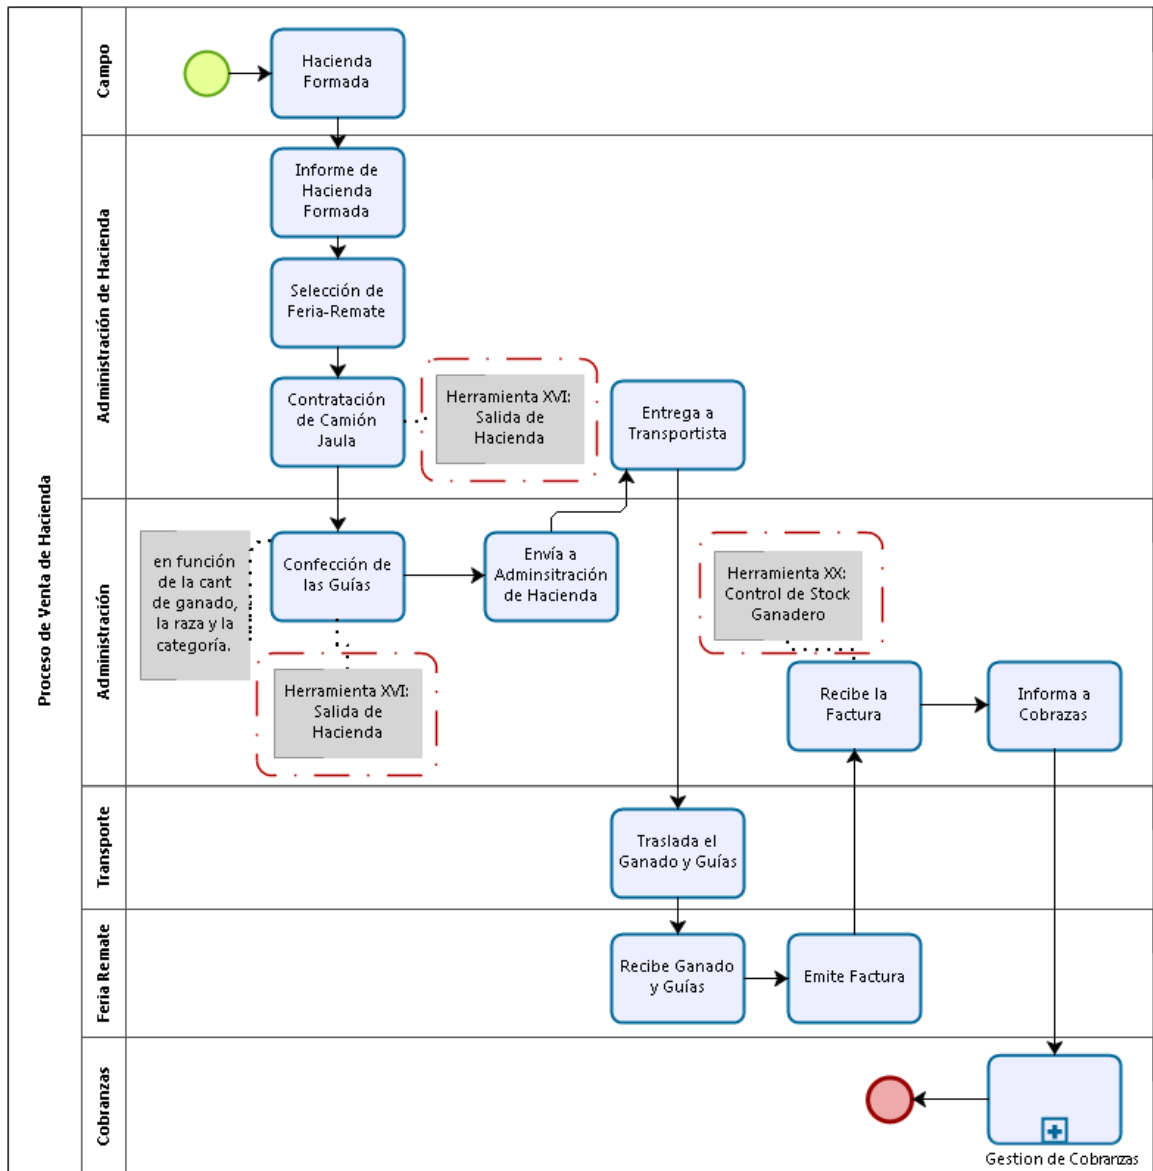 Proceso de Venta de Hacienda
Campo
Hacienda
Formada
Administración de Hacienda
Informe de
Hacienda
Formada
Selección de
Feria-Remate
Contratación
de Camión
Jaula
Herramienta XVI:
Salida de
Hacienda
Entrega a
Transportista
Administración
en función
de la cant
de ganado,
la raza y la
categoría.
Confección de
las Guías
Envía a
Adminsitración
de Hacienda
Herramienta XVI:
Salida de
Hacienda
Herramienta XX:
Control de Stock
Ganadero
Recibe la
Factura
Informa a
Cobrazas
Transporte
Traslada el
Ganado y Guías
Feria Remate
Recibe Ganado
y Guías
Emite Factura
Cobranzas
Gestion de Cobranzas